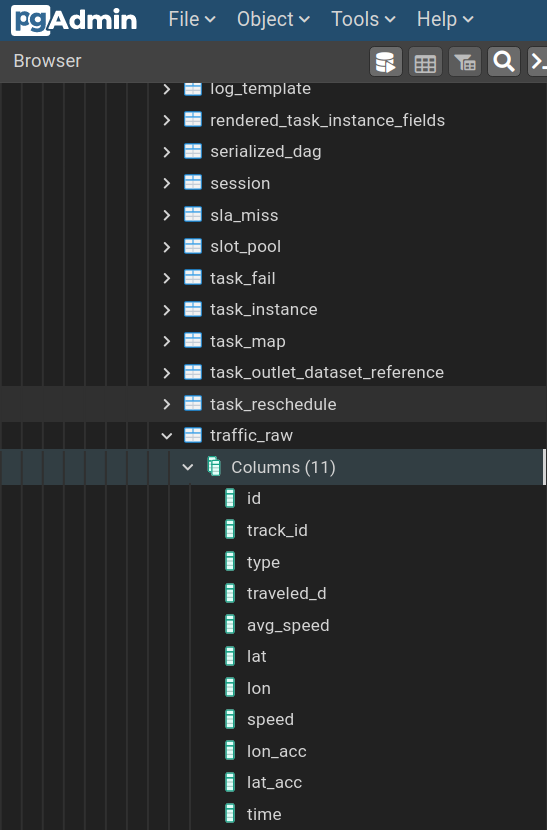 pgAdmin File Object Tools Help
Browser
log_template
rendered_task_instance_fields
serialized_dag
session
sla_miss
slot_pool
task_fail
task_instance
task_map
task_outlet_dataset_reference
task_reschedule
traffic_raw
Columns (11)
id
track_id
type
traveled_d
avg_speed
lat
lon
speed
lon_acc
lat_acc
time